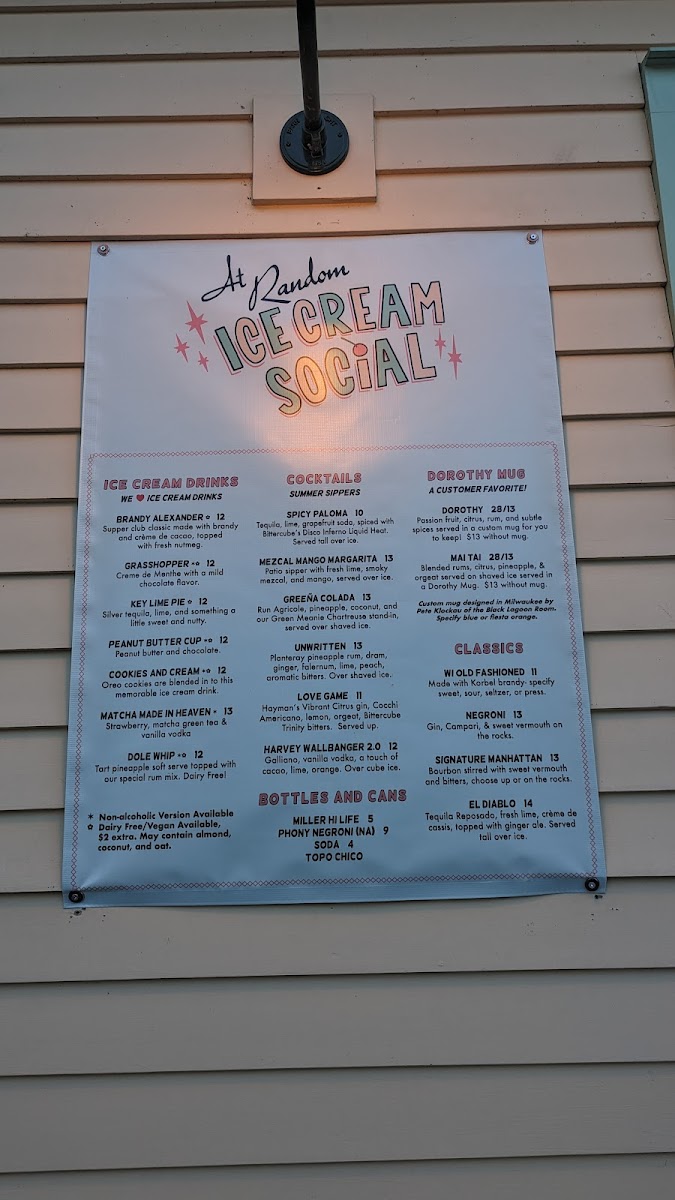 At Random
ICE CREAM
SOCiAL
ICE CREAM DRINKS
WE ♥ ICE CREAM DRINKS
BRANDY ALEXANDER ✿ 12
Supper club classic made with brandy
and crème de cacao, topped
with fresh nutmeg.
GRASSHOPPER *✿ 12
Creme de Menthe with a mild
chocolate flavor.
KEY LIME PIE ✿ 12
Silver tequila, lime, and something a
little sweet and nutty.
PEANUT BUTTER CUP *✿ 12
Peanut butter and chocolate.
COOKIES AND CREAM *✿ 12
Oreo cookies are blended in to this
memorable ice cream drink.
MATCHA MADE IN HEAVEN * 13
Strawberry, matcha green tea &
vanilla vodka
DOLE WHIP *✿ 12
Tart pineapple soft serve topped with
our special rum mix. Dairy Free!
* Non-alcoholic Version Available
✿ Dairy Free/Vegan Available,
$2 extra. May contain almond,
coconut, and oat.
COCKTAILS
SUMMER SIPPERS
SPICY PALOMA 10
Tequila, lime, grapefruit soda, spiced with
Bittercube's Disco Inferno Liquid Heat.
Served tall over ice.
MEZCAL MANGO MARGARITA 13
Patio sipper with fresh lime, smoky
mezcal, and mango, served over ice.
GREEÑA COLADA 13
Run Agricole, pineapple, coconut, and
our Green Meanie Chartreuse stand-in,
served over shaved ice.
UNWRITTEN 13
Planteray pineapple rum, dram,
ginger, falernum, lime, peach,
aromatic bitters. Over shaved ice.
LOVE GAME 11
Hayman's Vibrant Citrus gin, Cocchi
Americano, lemon, orgeat, Bittercube
Trinity bitters. Served up.
HARVEY WALLBANGER 2.0 12
Galliano, vanilla vodka, a touch of
cacao, lime, orange. Over cube ice.
BOTTLES AND CANS
MILLER HI LIFE 5
PHONY NEGRONI (NA) 9
SODA 4
TOPO CHICO
DOROTHY MUG
A CUSTOMER FAVORITE!
DOROTHY 28/13
Passion fruit, citrus, rum, and subtle
spices served in a custom mug for you
to keep! $13 without mug.
MAI TAI 28/13
Blended rums, citrus, pineapple, &
orgeat served on shaved ice served in
a Dorothy Mug. $13 without mug.
Custom mug designed in Milwaukee by
Pete Klockau of the Black Lagoon Room.
Specify blue or fiesta orange.
CLASSICS
WI OLD FASHIONED 11
Made with Korbel brandy- specify
sweet, sour, seltzer, or press.
NEGRONI 13
Gin, Campari, & sweet vermouth on
the rocks.
SIGNATURE MANHATTAN 13
Bourbon stirred with sweet vermouth
and bitters, choose up or on the rocks.
EL DIABLO 14
Tequila Reposado, fresh lime, crème de
cassis, topped with ginger ale. Served
tall over ice.